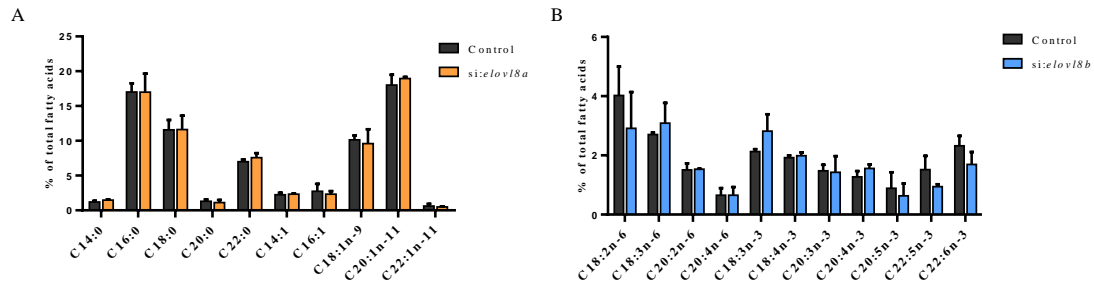 A
% of total fatty acids
25
20
15
10
5
0
C14:0
C16:0
C18:0
C20:0
C22:0
C14:1
C16:1
C18:1n-9
C20:1n-11
C22:1n-11
Control
si:elovl8a
B
% of total fatty acids
6
4
2
0
C18:2n-6
C18:3n-6
C20:2n-6
C20:4n-6
C18:3n-3
C18:4n-3
C20:3n-3
C20:4n-3
C20:5n-3
C22:5n-3
C22:6n-3
Control
si:elovl8b